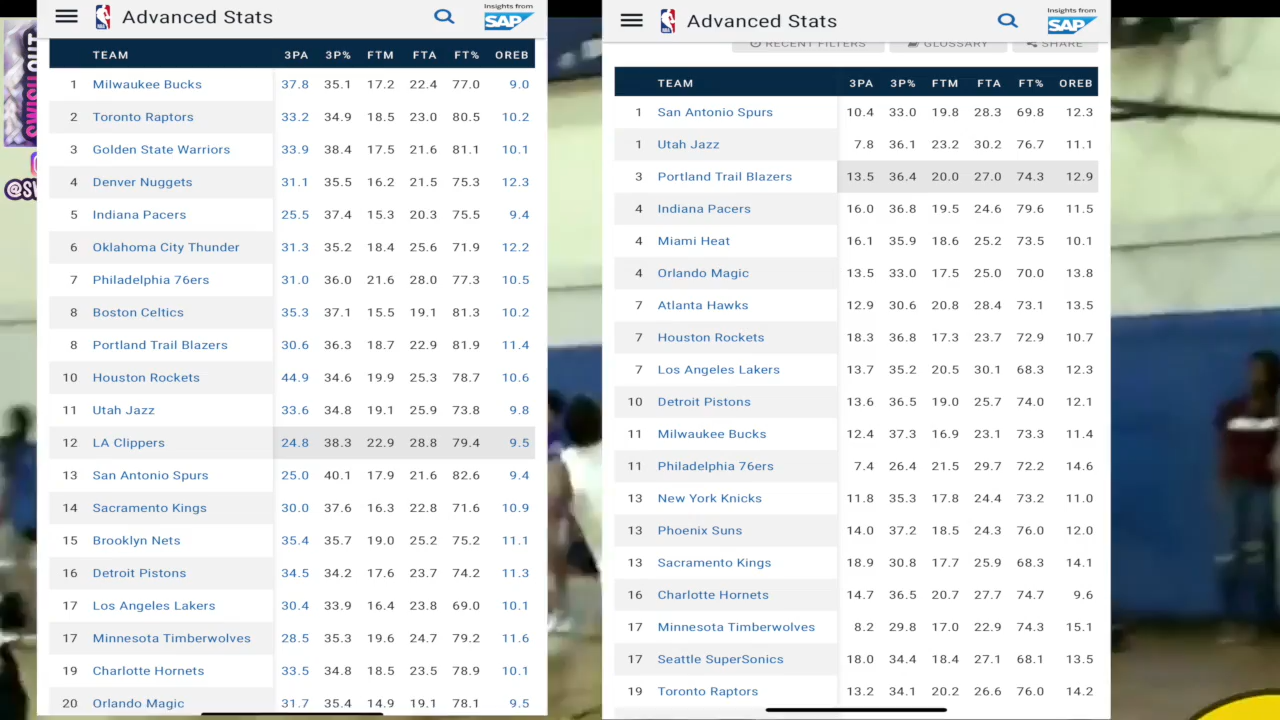 Advanced Stats
Insights from
SAP
TEAM 3PA 3P% FTM FTA FT% OREB
1 Milwaukee Bucks 37.8 35.1 17.2 22.4 77.0 9.0
2 Toronto Raptors 33.2 34.9 18.5 23.0 80.5 10.2
3 Golden State Warriors 33.9 38.4 17.5 21.6 81.1 10.1
4 Denver Nuggets 31.1 35.5 16.2 21.5 75.3 12.3
5 Indiana Pacers 25.5 37.4 15.3 20.3 75.5 9.4
6 Oklahoma City Thunder 31.3 35.2 18.4 25.6 71.9 12.2
7 Philadelphia 76ers 31.0 36.0 21.6 28.0 77.3 10.5
8 Boston Celtics 35.3 37.1 15.5 19.1 81.3 10.2
8 Portland Trail Blazers 30.6 36.3 18.7 22.9 81.9 11.4
10 Houston Rockets 44.9 34.6 19.9 25.3 78.7 10.6
11 Utah Jazz 33.6 34.8 19.1 25.9 73.8 9.8
12 LA Clippers 24.8 38.3 22.9 28.8 79.4 9.5
13 San Antonio Spurs 25.0 40.1 17.9 21.6 82.6 9.4
14 Sacramento Kings 30.0 37.6 16.3 22.8 71.6 10.9
15 Brooklyn Nets 35.4 35.7 19.0 25.2 75.2 11.1
16 Detroit Pistons 34.5 34.2 17.6 23.7 74.2 11.3
17 Los Angeles Lakers 30.4 33.9 16.4 23.8 69.0 10.1
17 Minnesota Timberwolves 28.5 35.3 19.6 24.7 79.2 11.6
19 Charlotte Hornets 33.5 34.8 18.5 23.5 78.9 10.1
20 Orlando Magic 31.7 35.4 14.9 19.1 78.1 9.5
Advanced Stats
Insights from
SAP
RECENT FILTERS GLOSSARY SHARE
TEAM 3PA 3P% FTM FTA FT% OREB
1 San Antonio Spurs 10.4 33.0 19.8 28.3 69.8 12.3
1 Utah Jazz 7.8 36.1 23.2 30.2 76.7 11.1
3 Portland Trail Blazers 13.5 36.4 20.0 27.0 74.3 12.9
4 Indiana Pacers 16.0 36.8 19.5 24.6 79.6 11.5
4 Miami Heat 16.1 35.9 18.6 25.2 73.5 10.1
4 Orlando Magic 13.5 33.0 17.5 25.0 70.0 13.8
7 Atlanta Hawks 12.9 30.6 20.8 28.4 73.1 13.5
7 Houston Rockets 18.3 36.8 17.3 23.7 72.9 10.7
7 Los Angeles Lakers 13.7 35.2 20.5 30.1 68.3 12.3
10 Detroit Pistons 13.6 36.5 19.0 25.7 74.0 12.1
11 Milwaukee Bucks 12.4 37.3 16.9 23.1 73.3 11.4
11 Philadelphia 76ers 7.4 26.4 21.5 29.7 72.2 14.6
13 New York Knicks 11.8 35.3 17.8 24.4 73.2 11.0
13 Phoenix Suns 14.0 37.2 18.5 24.3 76.0 12.0
13 Sacramento Kings 18.9 30.8 17.7 25.9 68.3 14.1
16 Charlotte Hornets 14.7 36.5 20.7 27.7 74.7 9.6
17 Minnesota Timberwolves 8.2 29.8 17.0 22.9 74.3 15.1
17 Seattle SuperSonics 18.0 34.4 18.4 27.1 68.1 13.5
19 Toronto Raptors 13.2 34.1 20.2 26.6 76.0 14.2